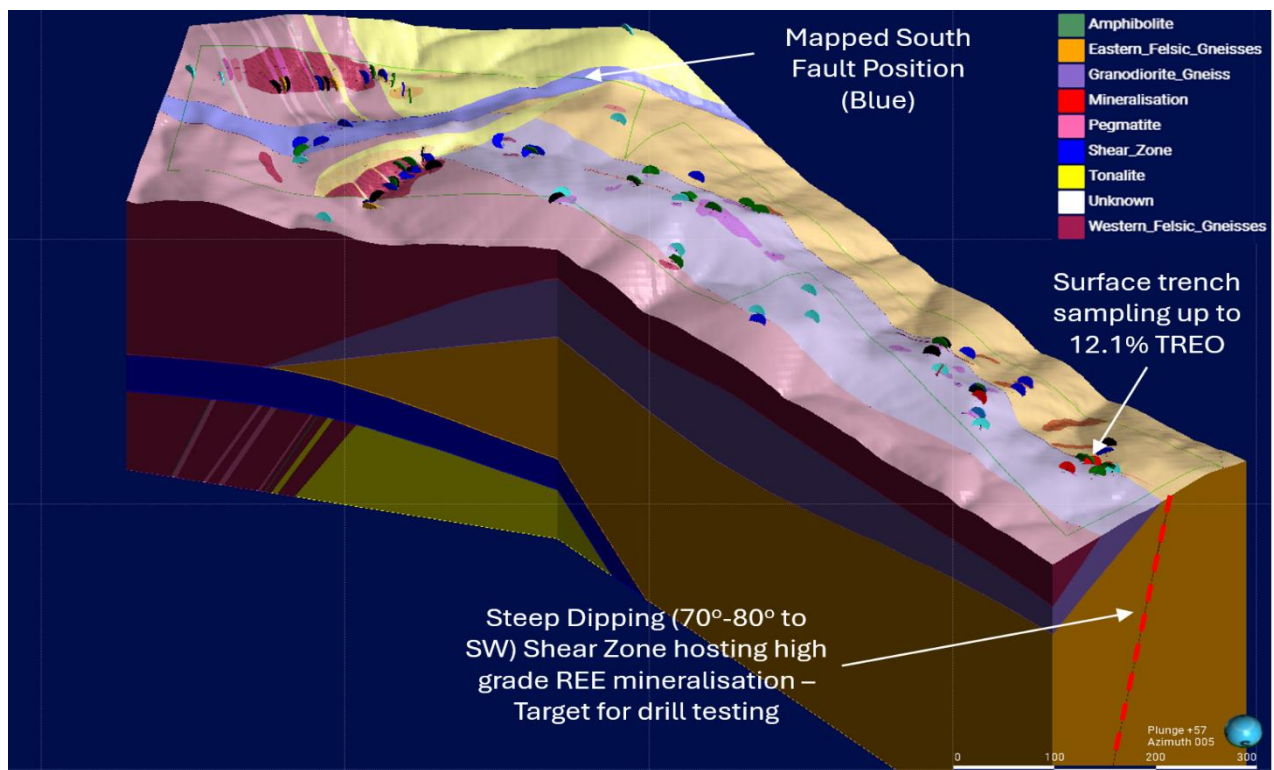 Mapped South
Fault Position
(Blue)
Amphibolite
Eastern_Felsic_Gneisses
Granodiorite_Gneiss
Mineralisation
Pegmatite
Shear_Zone
Tonalite
Unknown
Western_Felsic_Gneisses
Surface trench
sampling up to
12.1% TREO
Steep Dipping (70°-80° to
SW) Shear Zone hosting high
grade REE mineralisation –
Target for drill testing
Plunge +57
Azimuth 005
0 100 200 300